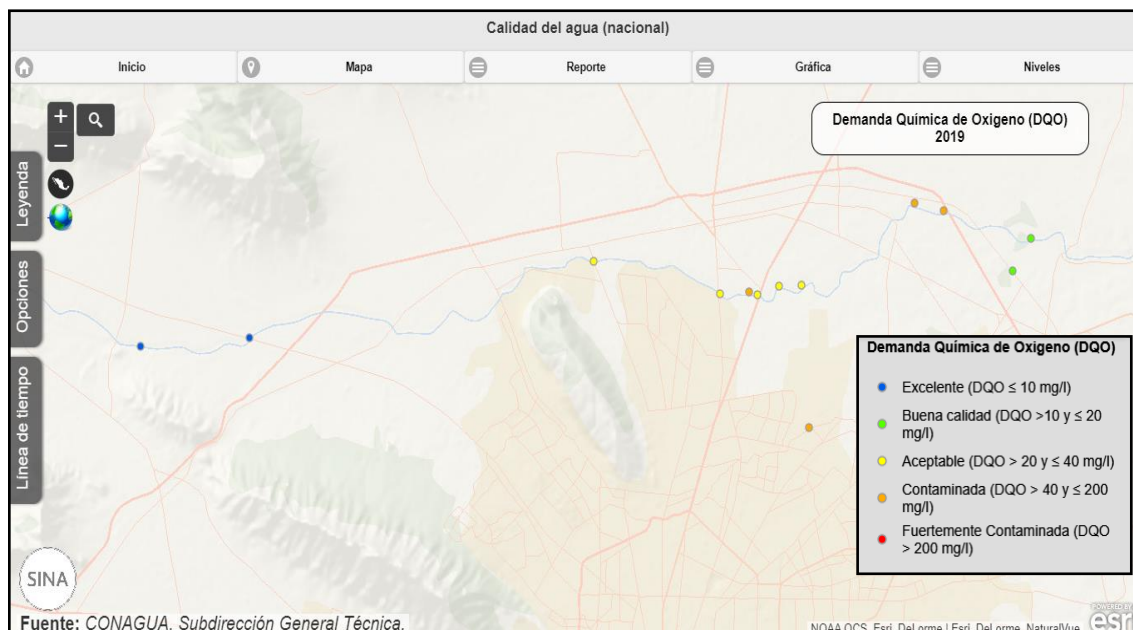 Calidad del agua (nacional)
Inicio
Mapa
Reporte
Gráfica
Niveles
+
−
Demanda Química de Oxigeno (DQO)
2019
Leyenda
Opciones
Línea de tiempo
Demanda Química de Oxigeno (DQO)
Excelente (DQO ≤ 10 mg/l)
Buena calidad (DQO >10 y ≤ 20
mg/l)
Aceptable (DQO > 20 y ≤ 40 mg/l)
Contaminada (DQO > 40 y ≤ 200
mg/l)
Fuertemente Contaminada (DQO
> 200 mg/l)
SINA
Fuente: CONAGUA. Subdirección General Técnica.
NOAA OCS, Esri, DeLorme | Esri, DeLorme, NaturalVue
POWERED BY
esri